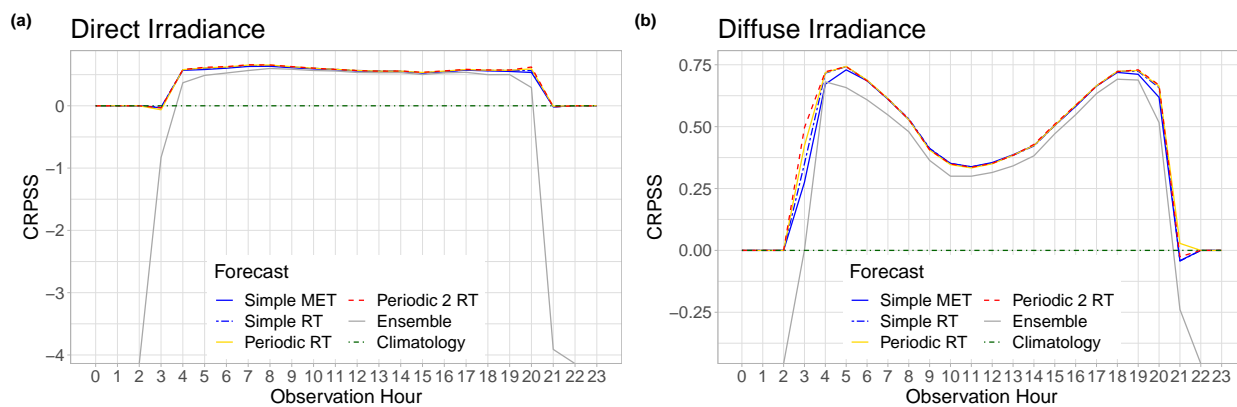 (a)
Direct Irradiance
CRPSS
0
−1
−2
−3
−4
Forecast
Simple MET
Simple RT
Periodic RT
Periodic 2 RT
Ensemble
Climatology
0 1 2 3 4 5 6 7 8 9 10 11 12 13 14 15 16 17 18 19 20 21 22 23
Observation Hour
(b)
Diffuse Irradiance
CRPSS
0.75
0.50
0.25
0.00
−0.25
Forecast
Simple MET
Simple RT
Periodic RT
Periodic 2 RT
Ensemble
Climatology
0 1 2 3 4 5 6 7 8 9 10 11 12 13 14 15 16 17 18 19 20 21 22 23
Observation Hour